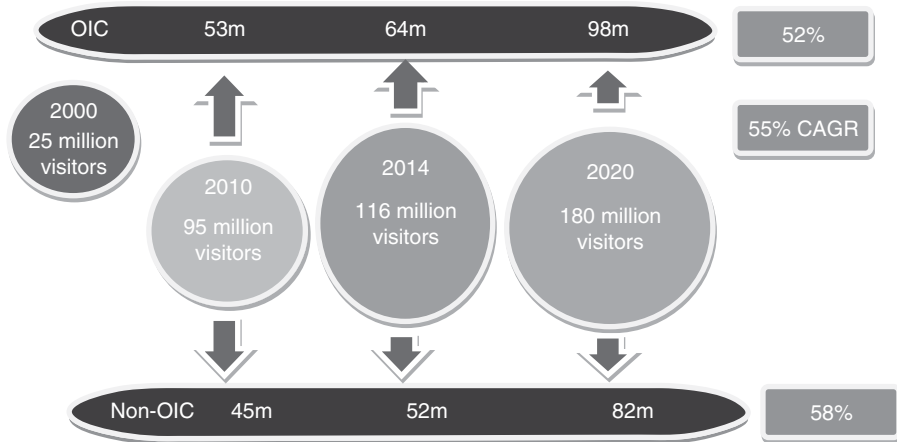 OIC 53m 64m 98m 52%
2000
25 million
visitors
55% CAGR
2010
95 million
visitors
2014
116 million
visitors
2020
180 million
visitors
Non-OIC 45m 52m 82m 58%